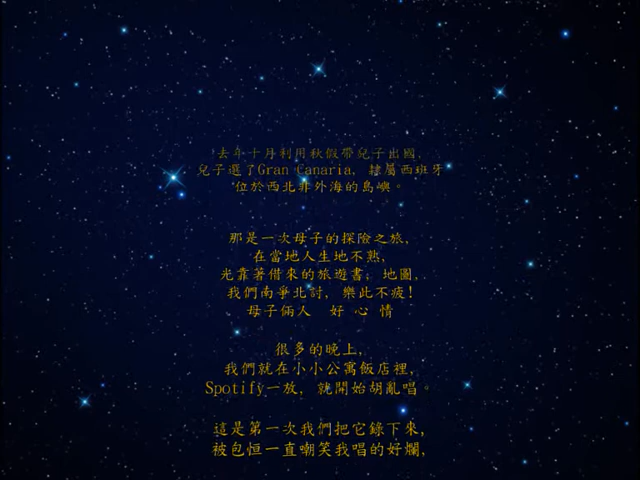 去年十月利用秋假帶兒子出國,
兒子選了Gran Canaria, 隸屬西班牙
位於西北非外海的島嶼。
那是一次母子的探險之旅,
在當地人生地不熟,
光靠著借來的旅遊書, 地圖,
我們南爭北討, 樂此不疲!
母子倆人 好 心 情
很多的晚上,
我們就在小小公寓飯店裡,
Spotify一放, 就開始胡亂唱。
這是第一次我們把它錄下來,
被包恒一直嘲笑我唱的好爛,